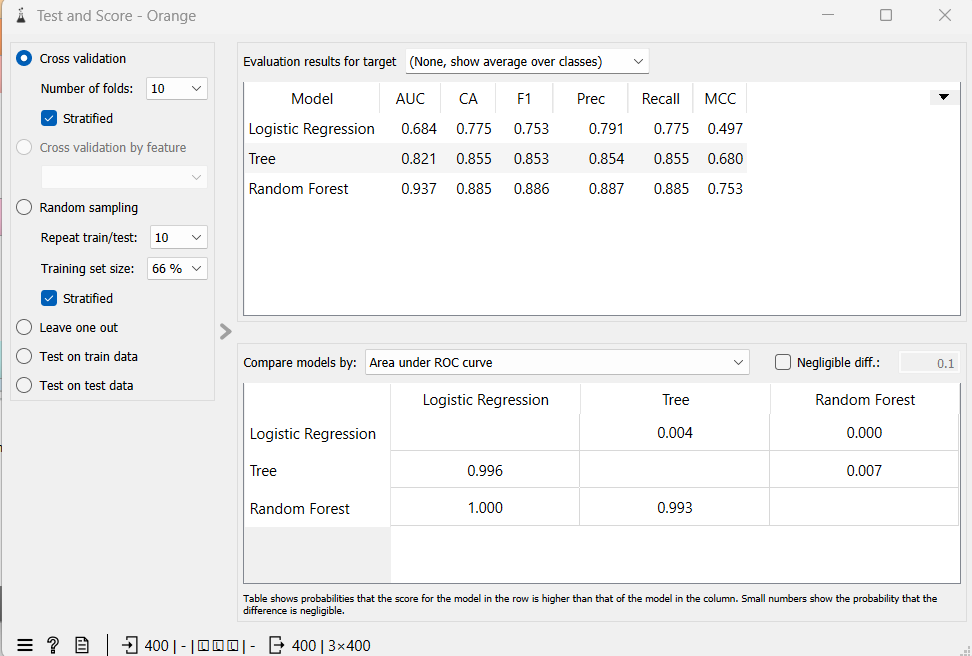 Test and Score - Orange
Cross validation
Number of folds: 10
Stratified
Cross validation by feature
Random sampling
Repeat train/test: 10
Training set size: 66 %
Stratified
Leave one out
Test on train data
Test on test data
Evaluation results for target (None, show average over classes)
Model AUC CA F1 Prec Recall MCC
Logistic Regression 0.684 0.775 0.753 0.791 0.775 0.497
Tree 0.821 0.855 0.853 0.854 0.855 0.680
Random Forest 0.937 0.885 0.886 0.887 0.885 0.753
Compare models by: Area under ROC curve Negligible diff.: 0.1
Logistic Regression Tree Random Forest
Logistic Regression 0.004 0.000
Tree 0.996 0.007
Random Forest 1.000 0.993
Table shows probabilities that the score for the model in the row is higher than that of the model in the column. Small numbers show the probability that the
difference is negligible.
400 | - | | - 400 | 3×400